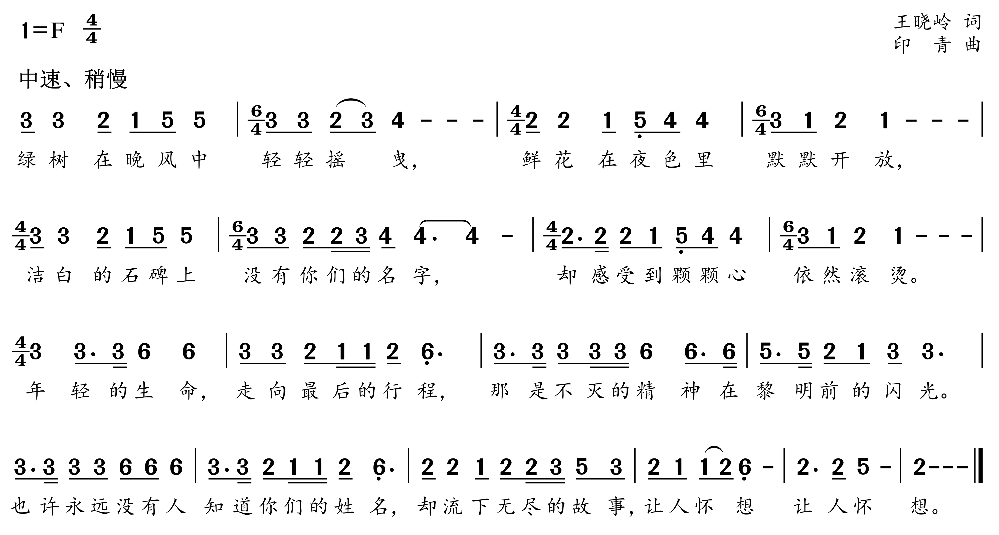 1=F 4/4 王晓岭 词
印 青 曲
中速、稍慢
3 3 2 1 5 5 | 6/4 3 3 2 3 4 - - - | 4/4 2 2 1 5 4 4 | 6/4 3 1 2 1 - - - |
绿树在晚风中 轻轻摇 曳， 鲜花在夜色里 默默开 放，
4/4 3 3 2 1 5 5 | 6/4 3 3 2 2 3 4 4· 4 - | 4/4 2· 2 2 1 5 4 4 | 6/4 3 1 2 1 - - - |
洁白的石碑上 没有你们的名字， 却感受到颗颗心 依然滚 烫。
4/4 3 3· 3 6 6 | 3 3 2 1 1 2 6· | 3· 3 3 3 3 6 6· 6 | 5· 5 2 1 3 3· |
年轻的生命， 走向最后的行程， 那是不灭的精神在 黎明前的闪光。
3· 3 3 3 6 6 6 | 3· 3 2 1 1 2 6· | 2 2 1 2 2 3 5 3 | 2 1 1 2 6 - | 2· 2 5 - | 2 - - - ‖
也许永远没有人 知道你们的姓名， 却流下无尽的故事， 让人怀 想 让人怀 想。